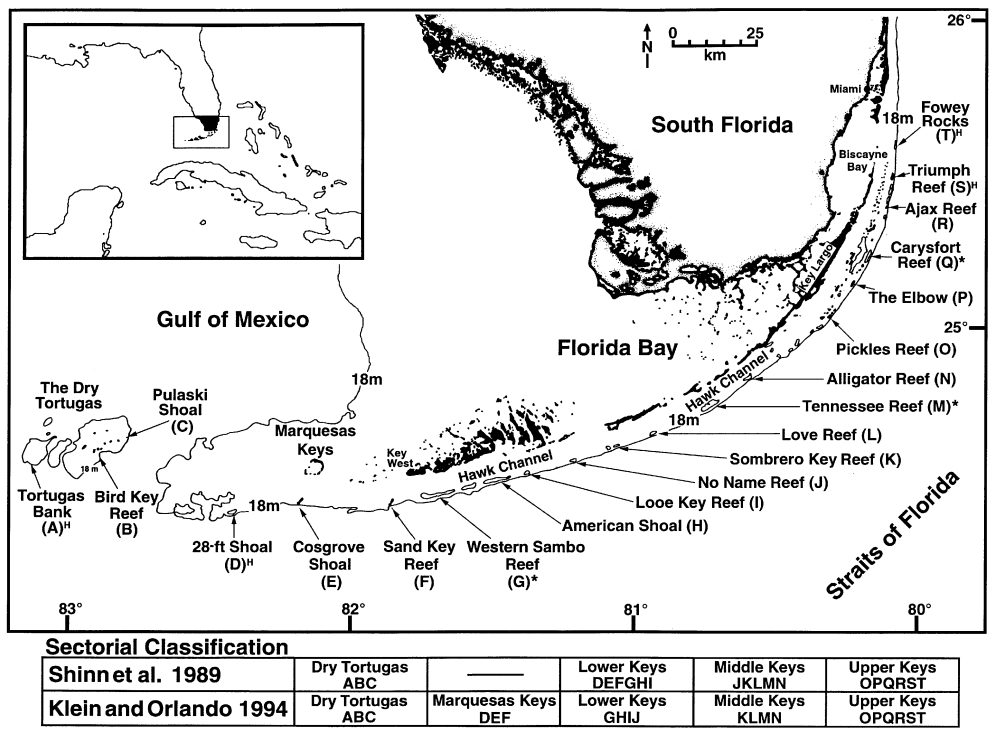 26°
N
0 25
km
Miami
18m
South Florida
Fowey
Rocks
(T)ᴴ
Biscayne
Bay
Triumph
Reef (S)ᴴ
Ajax Reef
(R)
Carysfort
Reef (Q)*
Key Largo
The Elbow (P)
Gulf of Mexico
25°
Florida Bay
Pickles Reef (O)
Hawk Channel
Alligator Reef (N)
18m
The Dry
Tortugas
Pulaski
Shoal
(C)
Tennessee Reef (M)*
18m
Marquesas
Keys
Love Reef (L)
Key
West
Hawk Channel
Sombrero Key Reef (K)
18 m
No Name Reef (J)
Tortugas
Bank
(A)ᴴ
Bird Key
Reef
(B)
18m
Looe Key Reef (I)
American Shoal (H)
Straits of Florida
28-ft Shoal
(D)ᴴ
Cosgrove
Shoal
(E)
Sand Key
Reef
(F)
Western Sambo
Reef
(G)*
83° 82° 81° 80°
Sectorial Classification
Shinn et al. 1989
Dry Tortugas
ABC
Lower Keys
DEFGHI
Middle Keys
JKLMN
Upper Keys
OPQRST
Klein and Orlando 1994
Dry Tortugas
ABC
Marquesas Keys
DEF
Lower Keys
GHIJ
Middle Keys
KLMN
Upper Keys
OPQRST